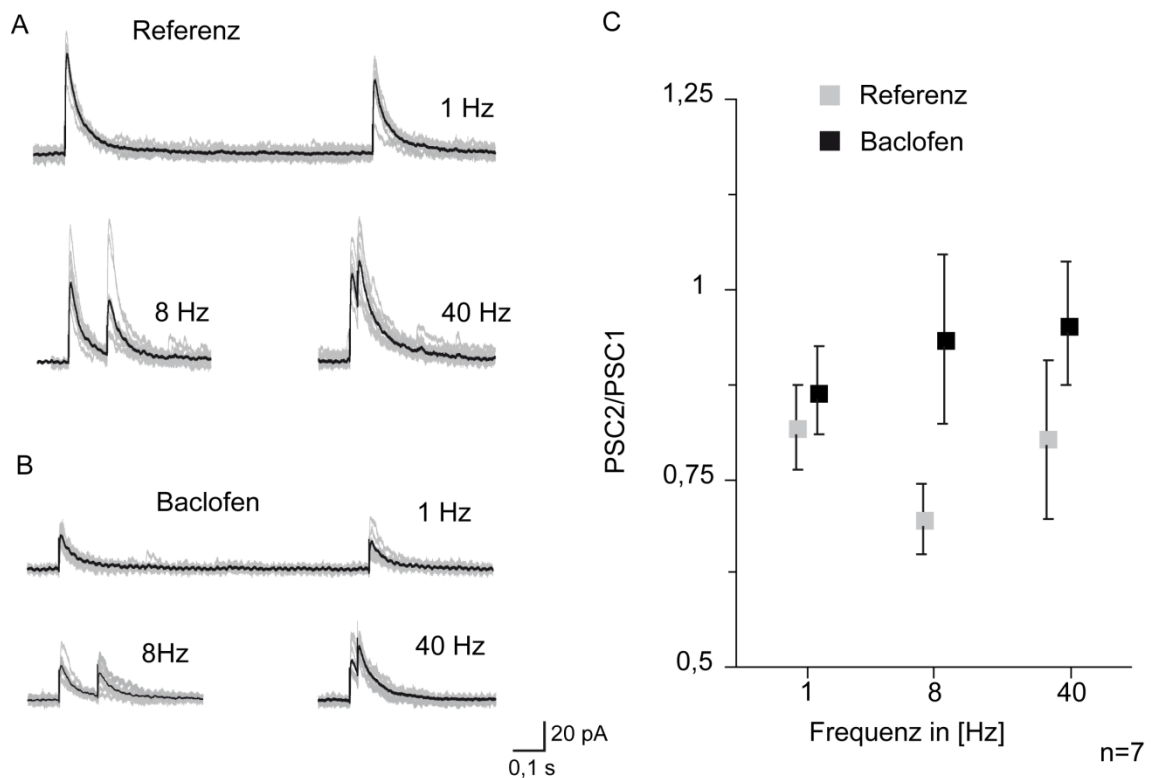 A
Referenz
1 Hz
8 Hz
40 Hz
B
Baclofen
1 Hz
8Hz
40 Hz
20 pA
0,1 s
C
Referenz
Baclofen
1,25
1
0,75
0,5
PSC2/PSC1
1
8
40
Frequenz in [Hz]
n=7